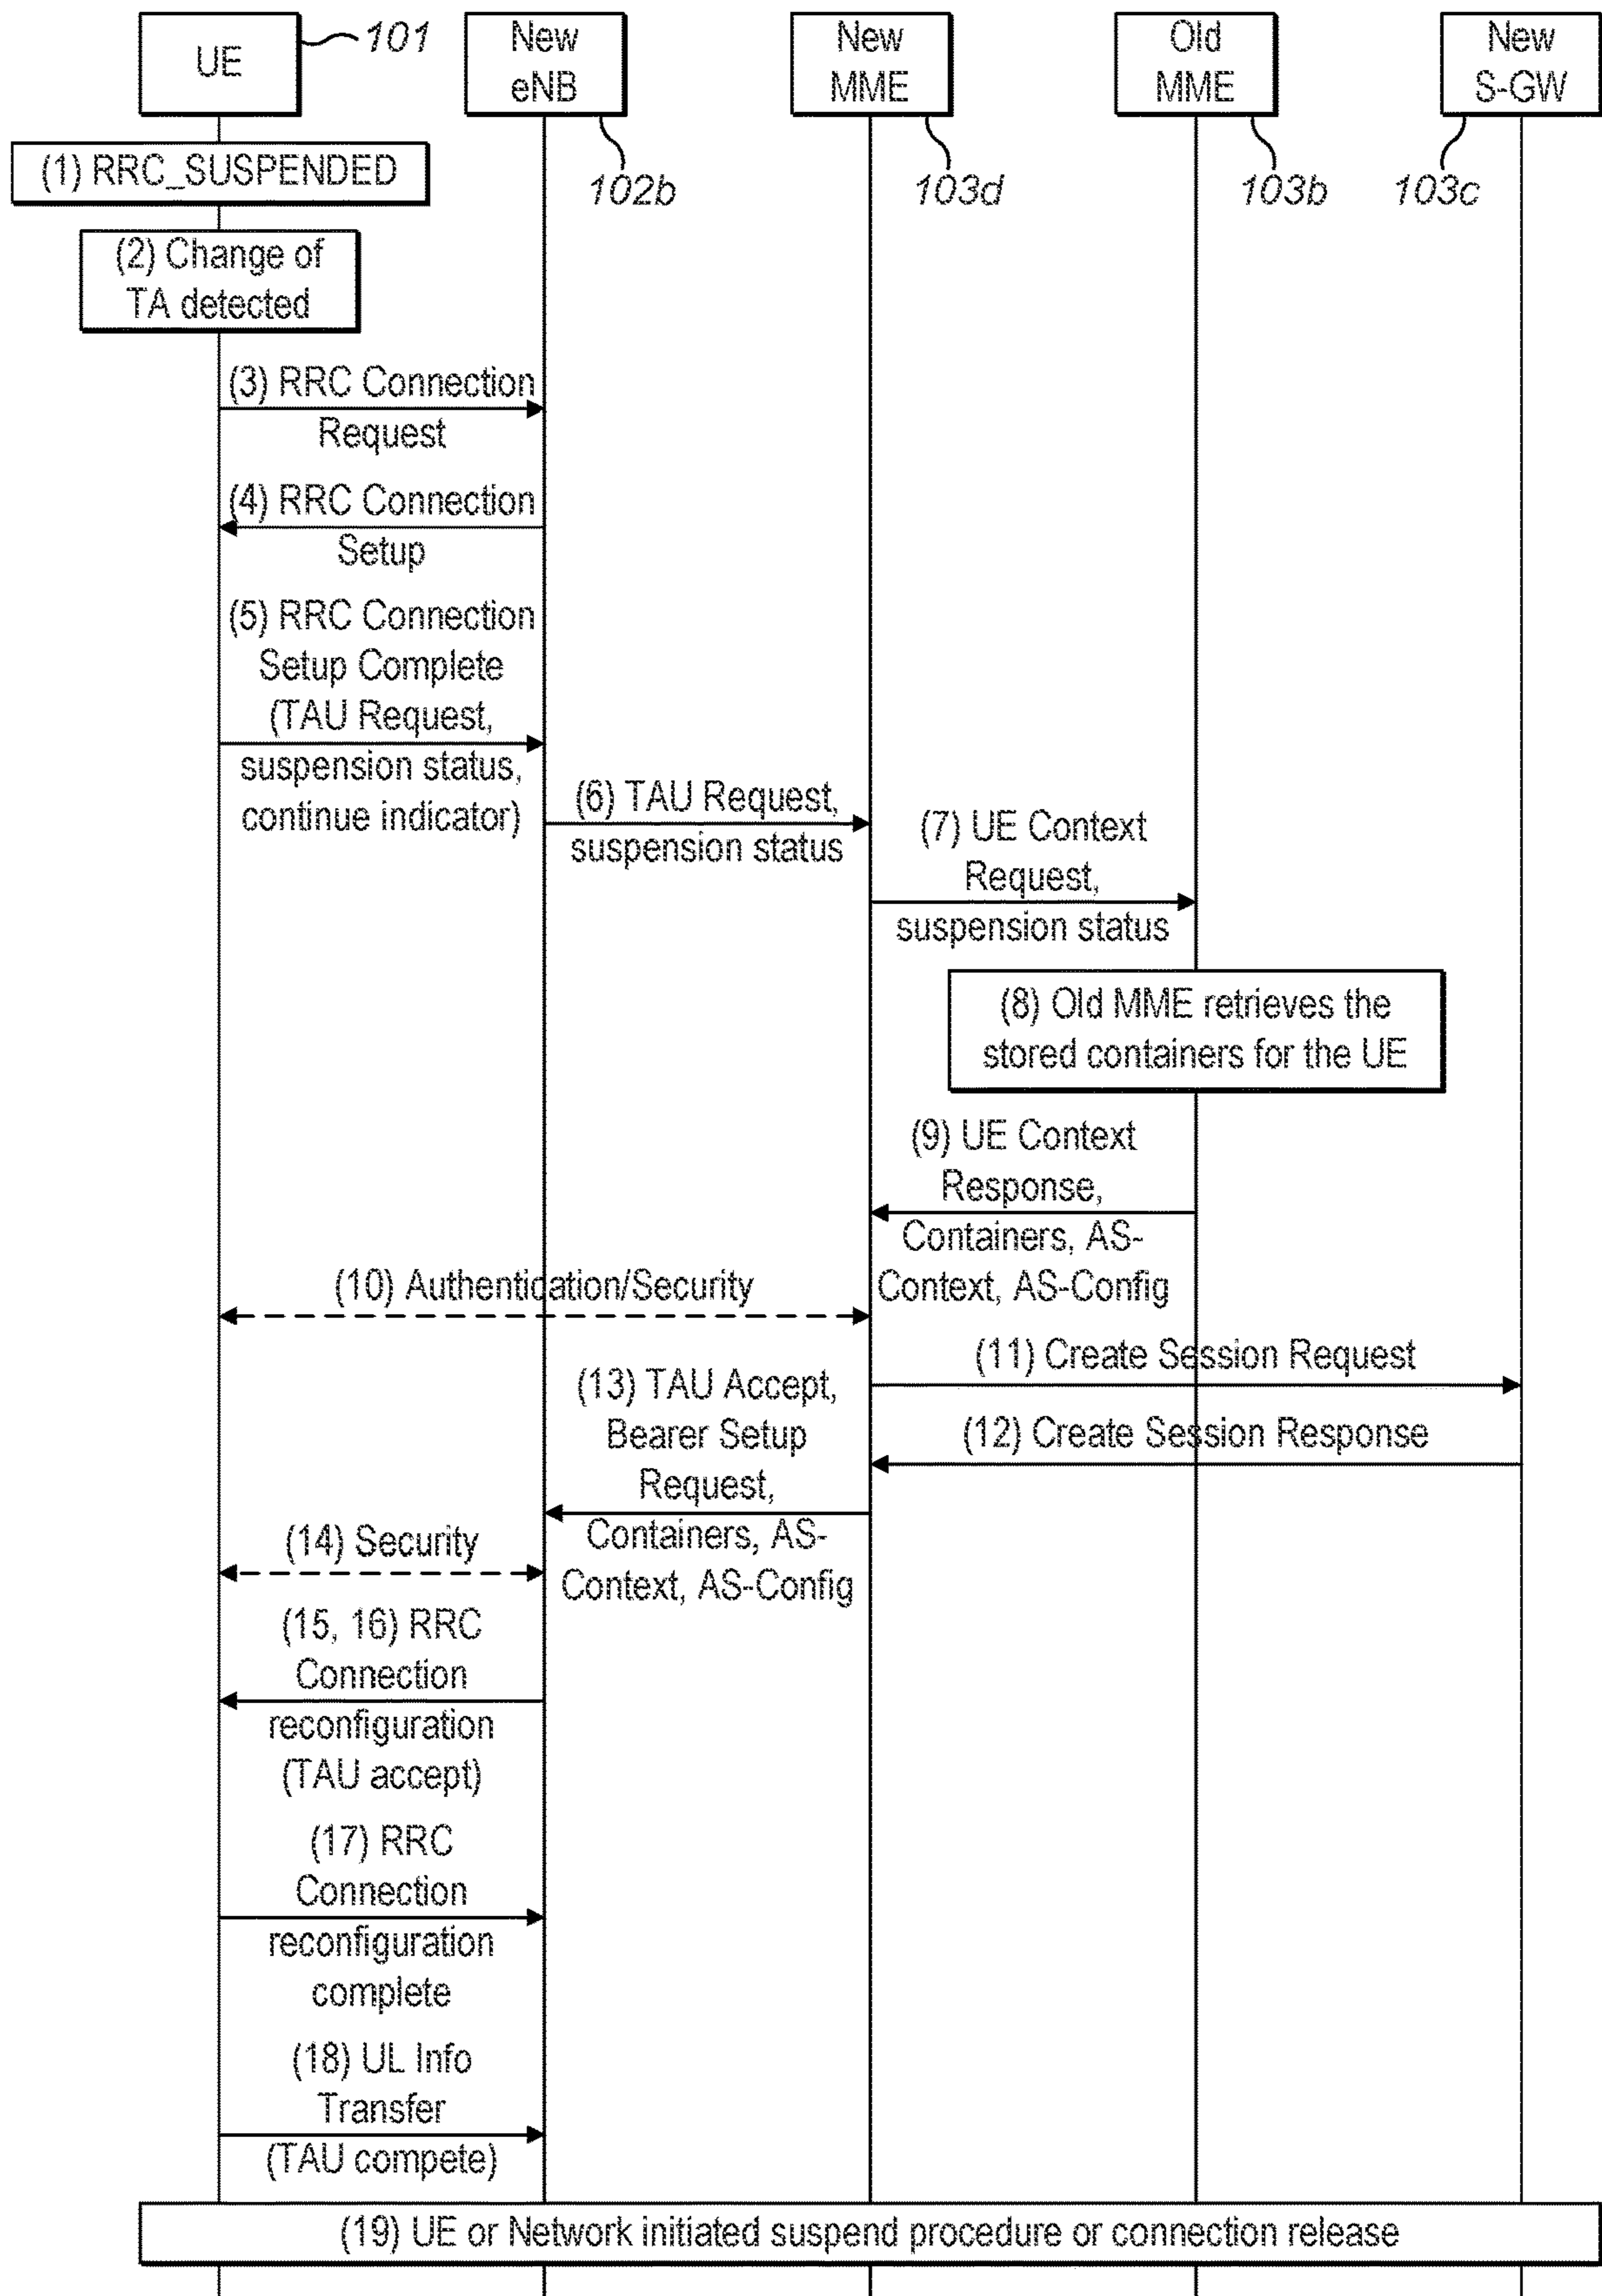 UE
101
New
eNB
102b
New
MME
103d
Old
MME
103b
New
S-GW
103c
(1) RRC_SUSPENDED
(2) Change of
TA detected
(3) RRC Connection
Request
(4) RRC Connection
Setup
(5) RRC Connection
Setup Complete
(TAU Request,
suspension status,
continue indicator)
(6) TAU Request,
suspension status
(7) UE Context
Request,
suspension status
(8) Old MME retrieves the
stored containers for the UE
(9) UE Context
Response,
Containers, AS-
Context, AS-Config
(10) Authentication/Security
(11) Create Session Request
(12) Create Session Response
(13) TAU Accept,
Bearer Setup
Request,
Containers, AS-
Context, AS-Config
(14) Security
(15, 16) RRC
Connection
reconfiguration
(TAU accept)
(17) RRC
Connection
reconfiguration
complete
(18) UL Info
Transfer
(TAU compete)
(19) UE or Network initiated suspend procedure or connection release